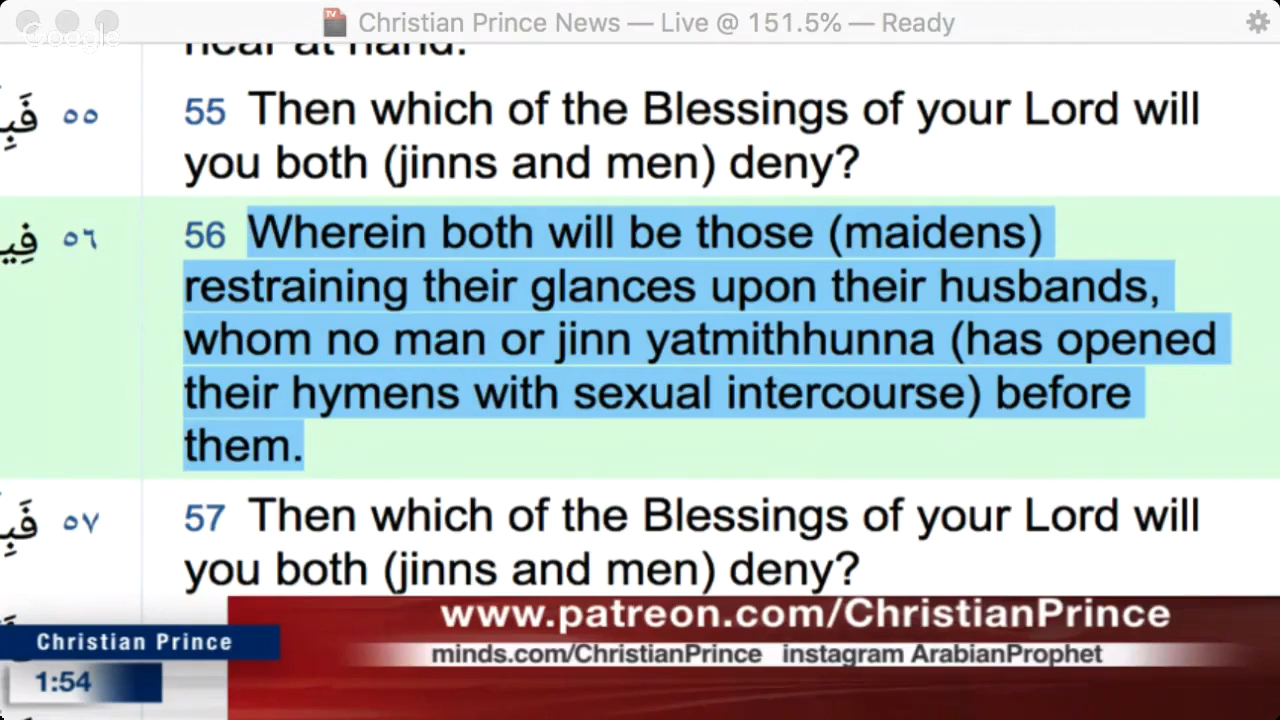 Christian Prince News — Live @ 151.5% — Ready
Google
near at hand.
55 Then which of the Blessings of your Lord will
you both (jinns and men) deny?
٥٥
56 Wherein both will be those (maidens)
restraining their glances upon their husbands,
whom no man or jinn yatmithhunna (has opened
their hymens with sexual intercourse) before
them.
٥٦
57 Then which of the Blessings of your Lord will
you both (jinns and men) deny?
٥٧
www.patreon.com/ChristianPrince
Christian Prince
minds.com/ChristianPrince instagram ArabianProphet
1:54